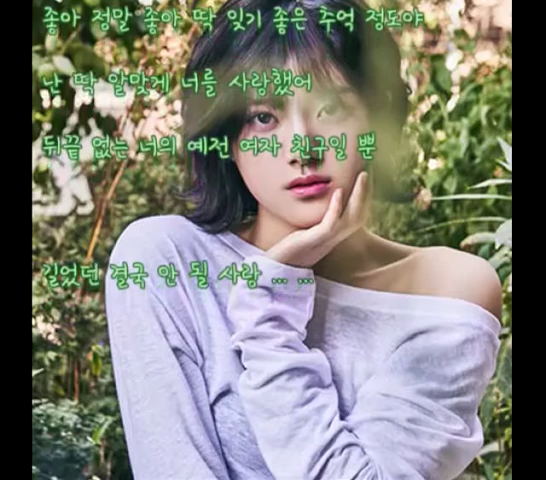 좋아 정말 좋아 딱 잊기 좋은 추억 정도야
난 딱 알맞게 너를 사랑했어
뒤끝 없는 너의 예전 여자 친구일 뿐
길었던 결국 안 될 사랑 ... ...